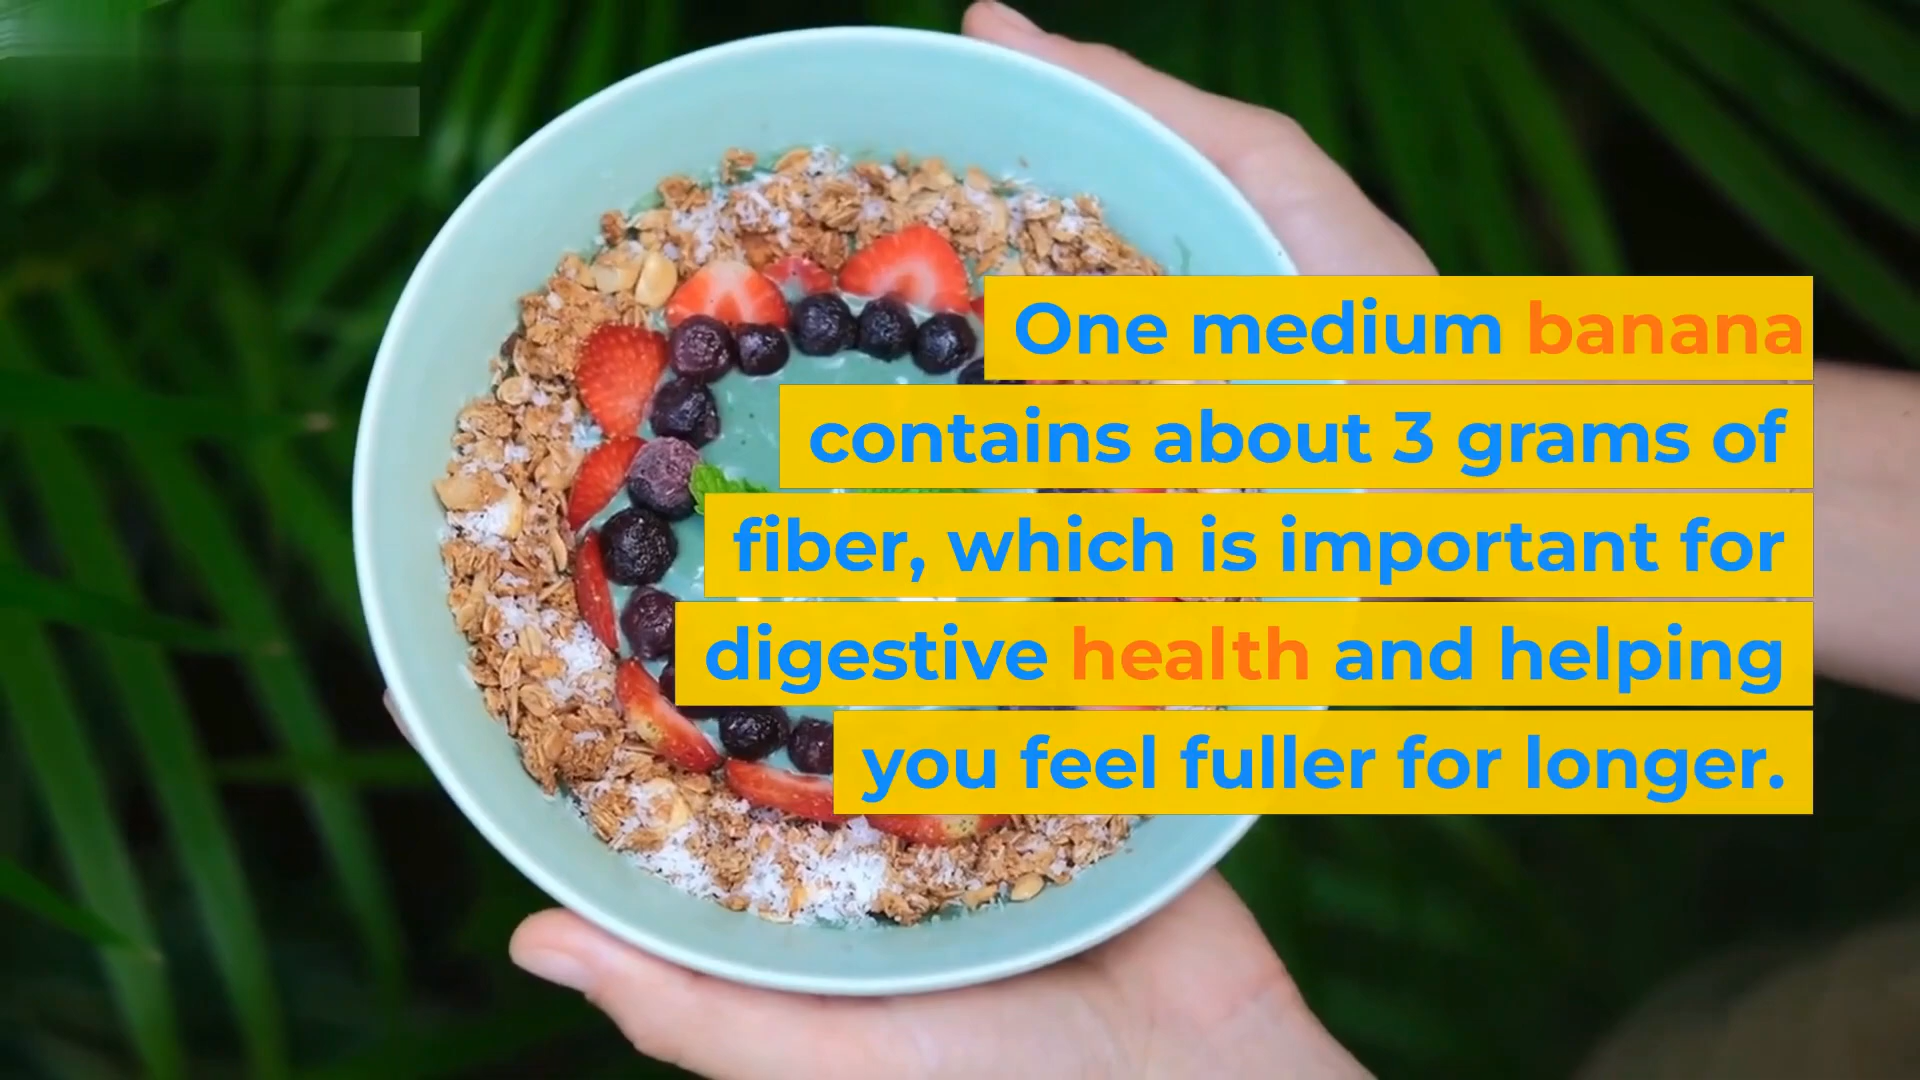 One medium banana
contains about 3 grams of
fiber, which is important for
digestive health and helping
you feel fuller for longer.